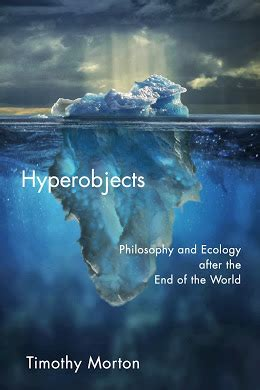 Hyperobjects
Philosophy and Ecology
after the
End of the World
Timothy Morton